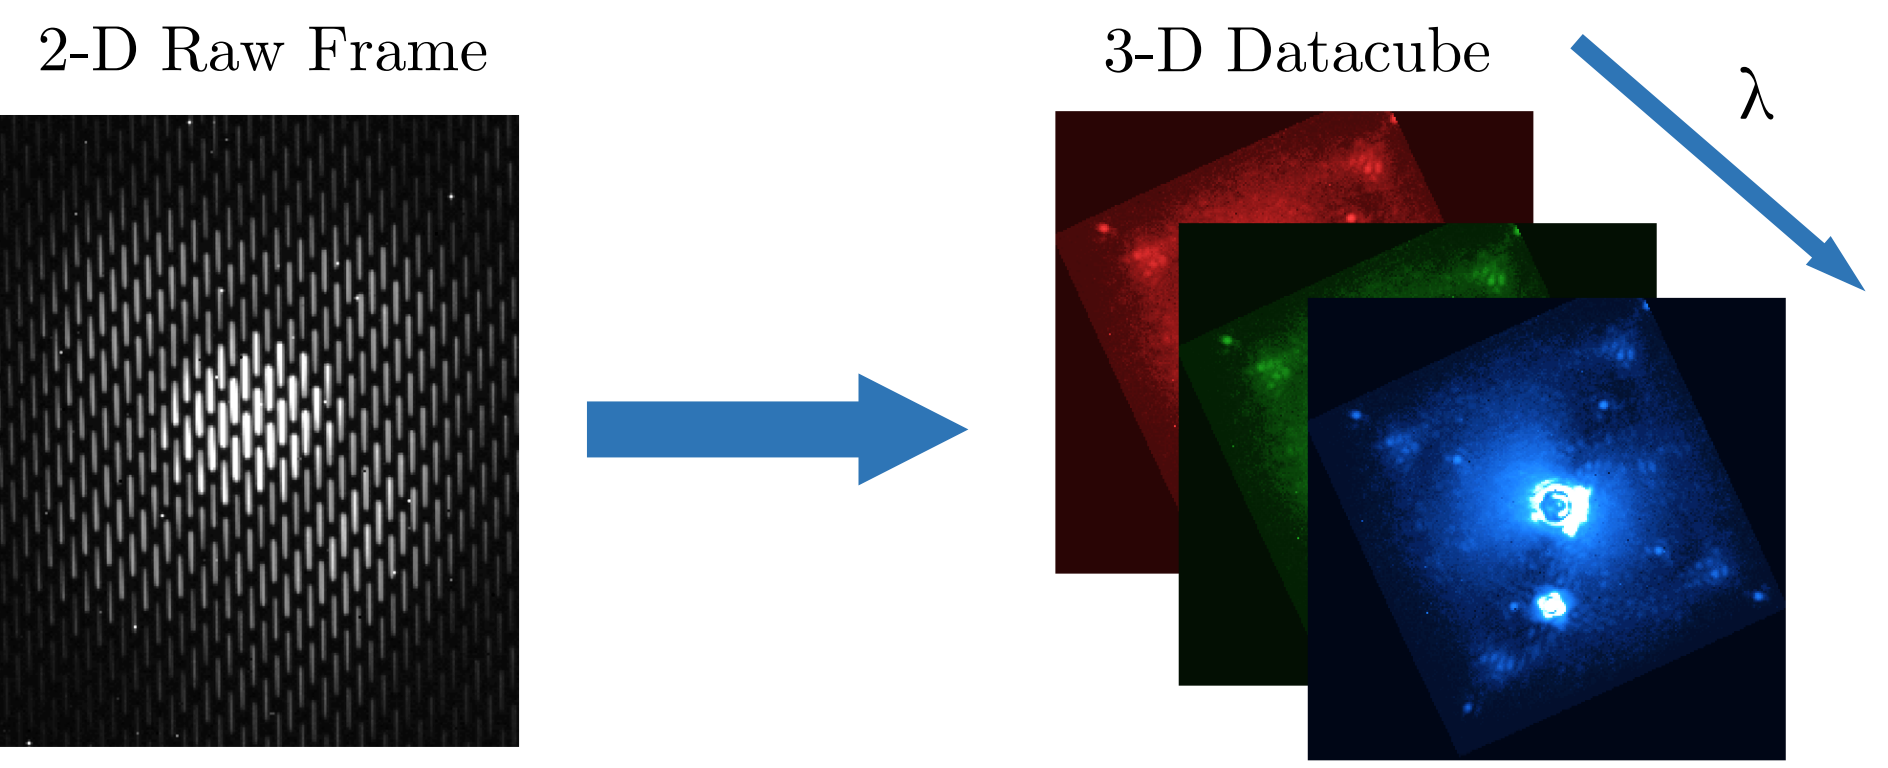 2-D Raw Frame
3-D Datacube
λ